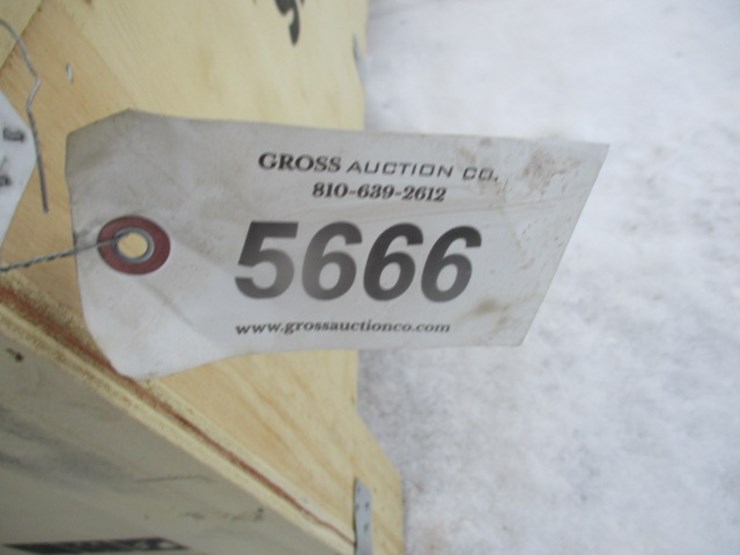 GROSS AUCTION CO.
810-639-2612
5666
www.grossauctionco.com